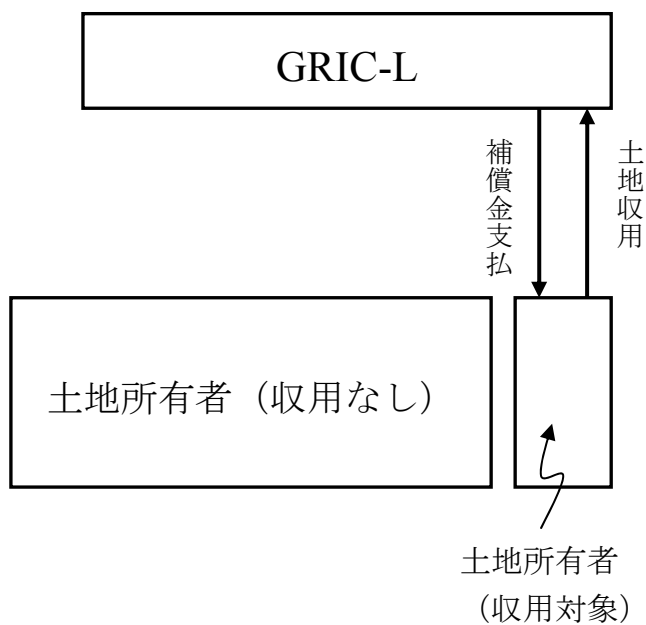 GRIC-L
補償金支払
土地収用
土地所有者（収用なし）
土地所有者
（収用対象）